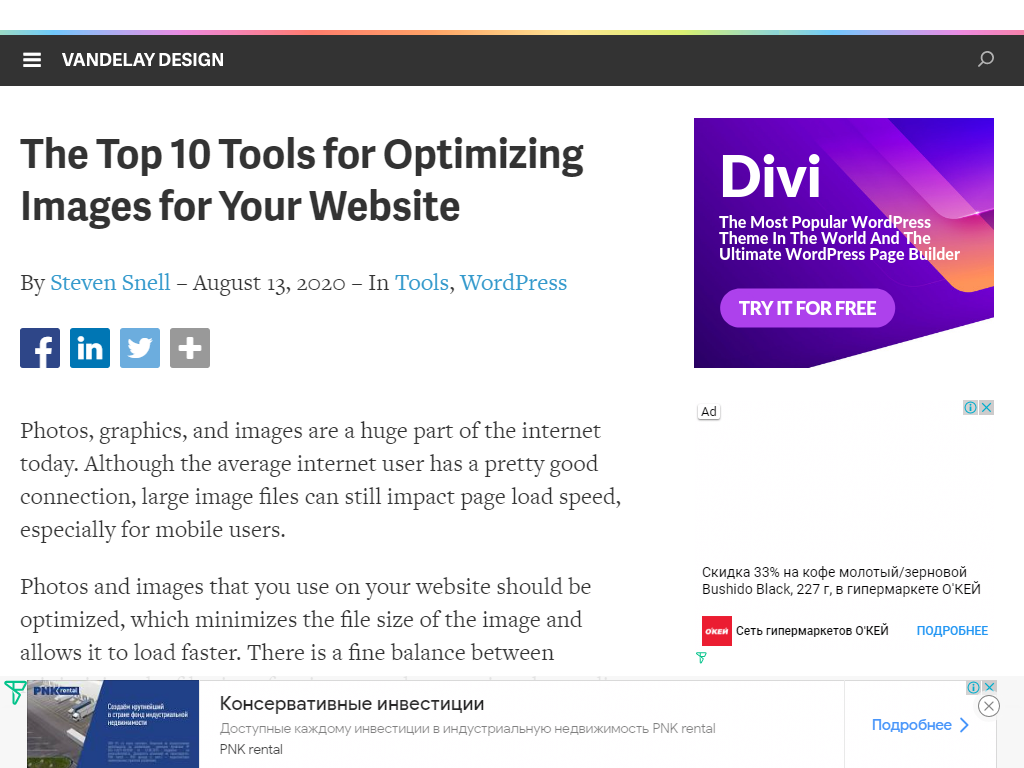 VANDELAY DESIGN
The Top 10 Tools for Optimizing
Images for Your Website
By Steven Snell – August 13, 2020 – In Tools, WordPress
Photos, graphics, and images are a huge part of the internet
today. Although the average internet user has a pretty good
connection, large image files can still impact page load speed,
especially for mobile users.
Photos and images that you use on your website should be
optimized, which minimizes the file size of the image and
allows it to load faster. There is a fine balance between
Divi
The Most Popular WordPress
Theme In The World And The
Ultimate WordPress Page Builder
TRY IT FOR FREE
Ad
Скидка 33% на кофе молотый/зерновой
Bushido Black, 227 г, в гипермаркете О'КЕЙ
О'КЕЙ
Сеть гипермаркетов О'КЕЙ
ПОДРОБНЕЕ
PNK rental
Создаём крупнейший
в стране фонд индустриальной
недвижимости
Консервативные инвестиции
Доступные каждому инвестиции в индустриальную недвижимость PNK rental
PNK rental
Подробнее